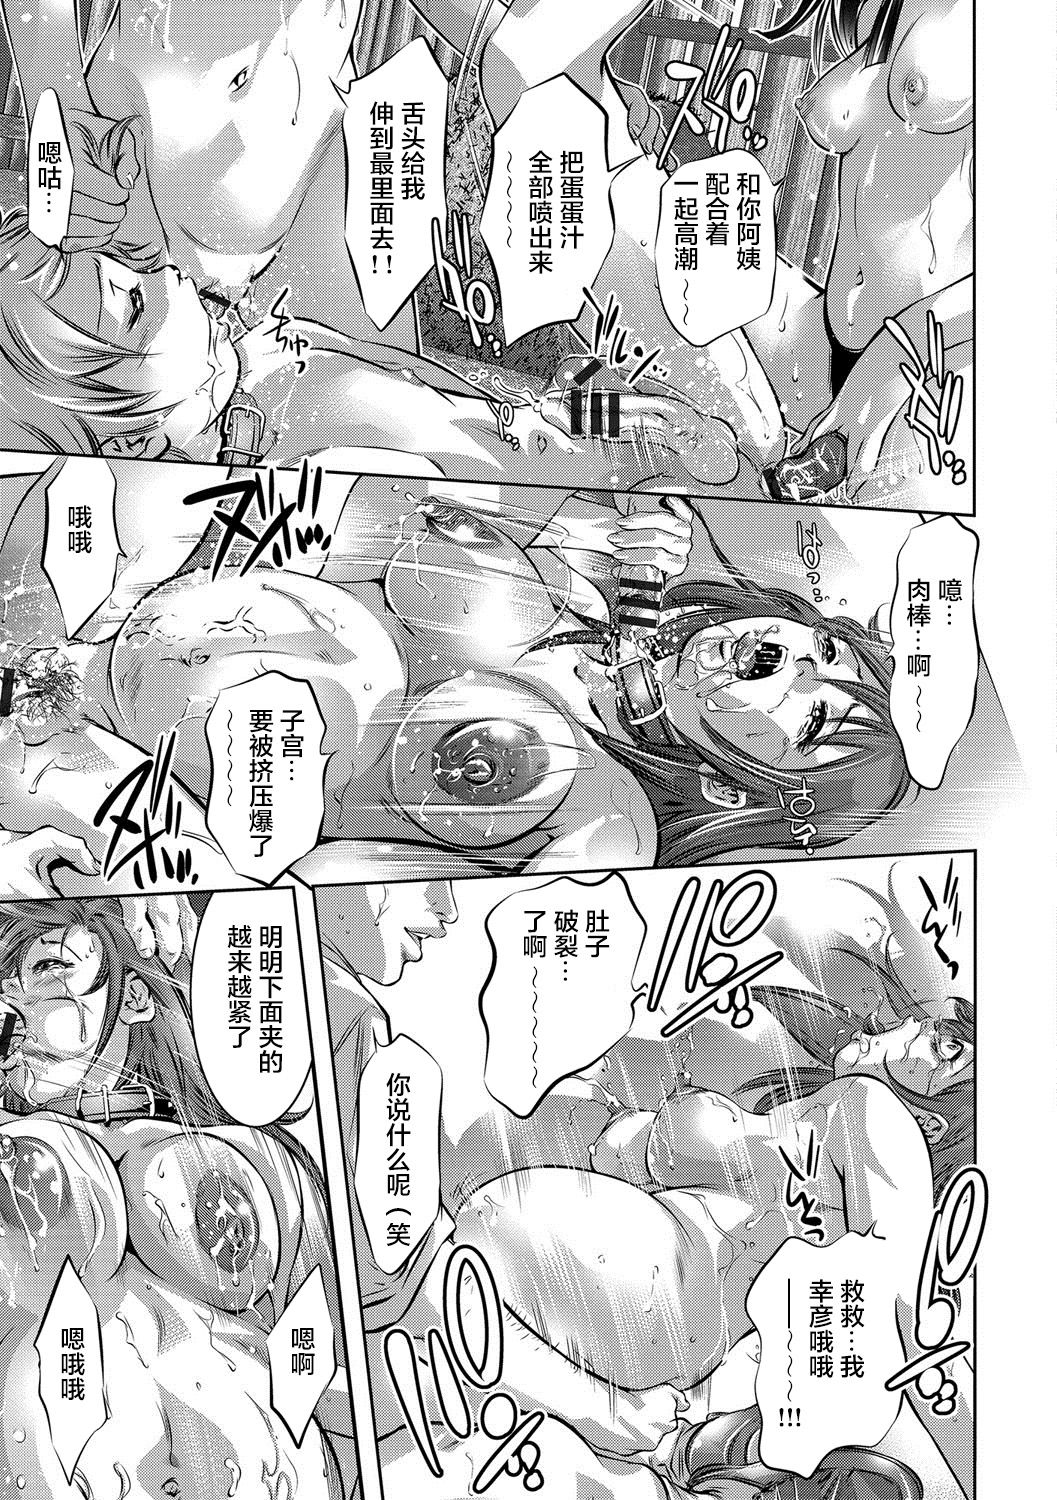 和你阿姨
配合着
一起高潮
～～～
把蛋蛋汁
全部喷出来
～～～～
舌头给我
伸到最里面去！！
嗯咕…
噫…
肉棒…啊
哦
子宫…
要被挤压爆了
～～～～
肚子
破裂…
了啊～～～～
你说什么呢（笑
救救…我
幸彦哦哦
——～～～！！！
明明下面夹的
越来越紧了
嗯啊
嗯哦哦